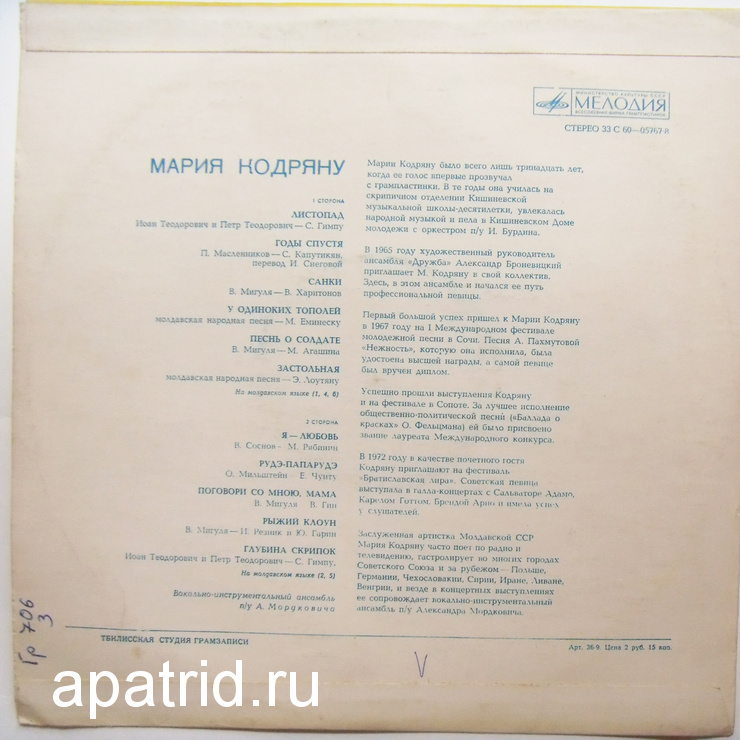 МИНИСТЕРСТВО КУЛЬТУРЫ СССР
МЕЛОДИЯ
ВСЕСОЮЗНАЯ ФИРМА ГРАМПЛАСТИНОК
СТЕРЕО 33 С 60—05767-8
МАРИЯ КОДРЯНУ
1 СТОРОНА
ЛИСТОПАД
Иоан Теодорович и Петр Теодорович — С. Гимпу
ГОДЫ СПУСТЯ
П. Масленников — С. Капутикян,
перевод И. Снеговой
САНКИ
В. Мигуля — В. Харитонов
У ОДИНОКИХ ТОПОЛЕЙ
молдавская народная песня — М. Еминеску
ПЕСНЬ О СОЛДАТЕ
В. Мигуля — М. Агашина
ЗАСТОЛЬНАЯ
молдавская народная песня — Э. Лоутяну
На молдавском языке (1, 4, 6)
2 СТОРОНА
Я — ЛЮБОВЬ
В. Соснов — М. Рябинин
РУДЭ-ПАПАРУДЭ
О. Мильштейн — Е. Чунту
ПОГОВОРИ СО МНОЮ, МАМА
В. Мигуля — В. Гин
РЫЖИЙ КЛОУН
В. Мигуля — И. Резник и Ю. Гарин
ГЛУБИНА СКРИПОК
Иоан Теодорович и Петр Теодорович — С. Гимпу.
На молдавском языке (2, 5)
Вокально-инструментальный ансамбль
п/у А. Мордковича
Марии Кодряну было всего лишь тринадцать лет,
когда ее голос впервые прозвучал
с грампластинки. В те годы она училась на
скрипичном отделении Кишиневской
музыкальной школы-десятилетки, увлекалась
народной музыкой и пела в Кишиневском Доме
молодежи с оркестром п/у И. Бурдина.
В 1965 году художественный руководитель
ансамбля «Дружба» Александр Броневицкий
приглашает М. Кодряну в свой коллектив.
Здесь, в этом ансамбле и начался ее путь
профессиональной певицы.
Первый большой успех пришел к Марии Кодряну
в 1967 году на I Международном фестивале
молодежной песни в Сочи. Песня А. Пахмутовой
«Нежность», которую она исполнила, была
удостоена высшей награды, а самой певице
был вручен диплом.
Успешно прошли выступления Кодряну
и на фестивале в Сопоте. За лучшее исполнение
общественно-политической песни («Баллада о
красках» О. Фельцмана) ей было присвоено
звание лауреата Международного конкурса.
В 1972 году в качестве почетного гостя
Кодряну приглашают на фестиваль
«Братиславская лира». Советская певица
выступала в галла-концертах с Сальваторе Адамо,
Карелом Готтом, Брендой Арно и имела успех
у слушателей.
Заслуженная артистка Молдавской ССР
Мария Кодряну часто поет по радио и
телевидению, гастролирует во многих городах
Советского Союза и за рубежом — Польше,
Германии, Чехословакии, Сирии, Иране, Ливане,
Венгрии, и везде в концертных выступлениях
ее сопровождает вокально-инструментальный
ансамбль п/у Александра Мордковича.
Гр 706
3
ТБИЛИССКАЯ СТУДИЯ ГРАМЗАПИСИ
Арт. 36-9. Цена 2 руб. 15 коп.
V
apatrid.ru